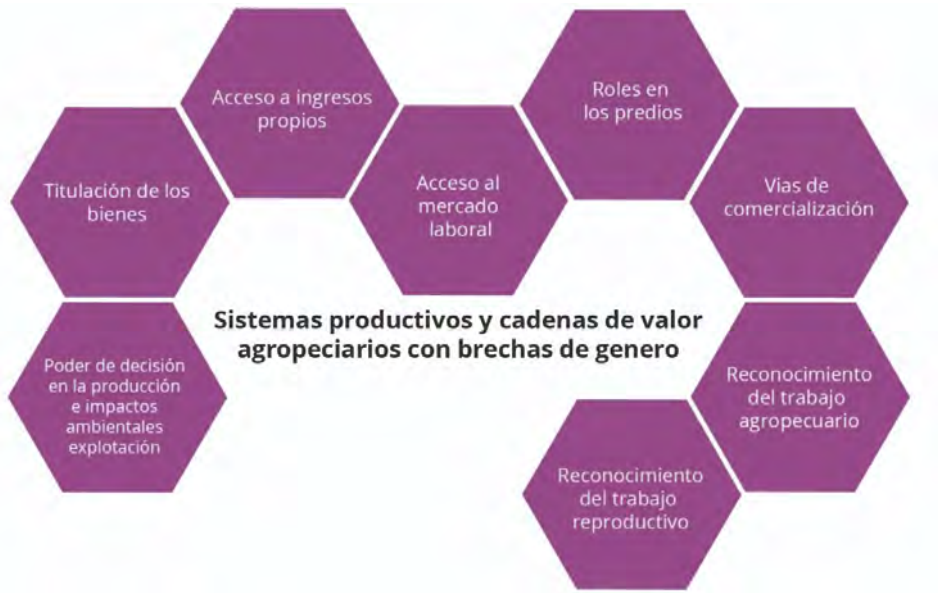 Acceso a ingresos
propios
Roles en
los predios
Titulación de los
bienes
Acceso al
mercado
laboral
Vias de
comercialización
Sistemas productivos y cadenas de valor
agropeciarios con brechas de genero
Poder de decisión
en la producción
e impactos
ambientales
explotación
Reconocimiento
del trabajo
agropecuario
Reconocimiento
del trabajo
reproductivo